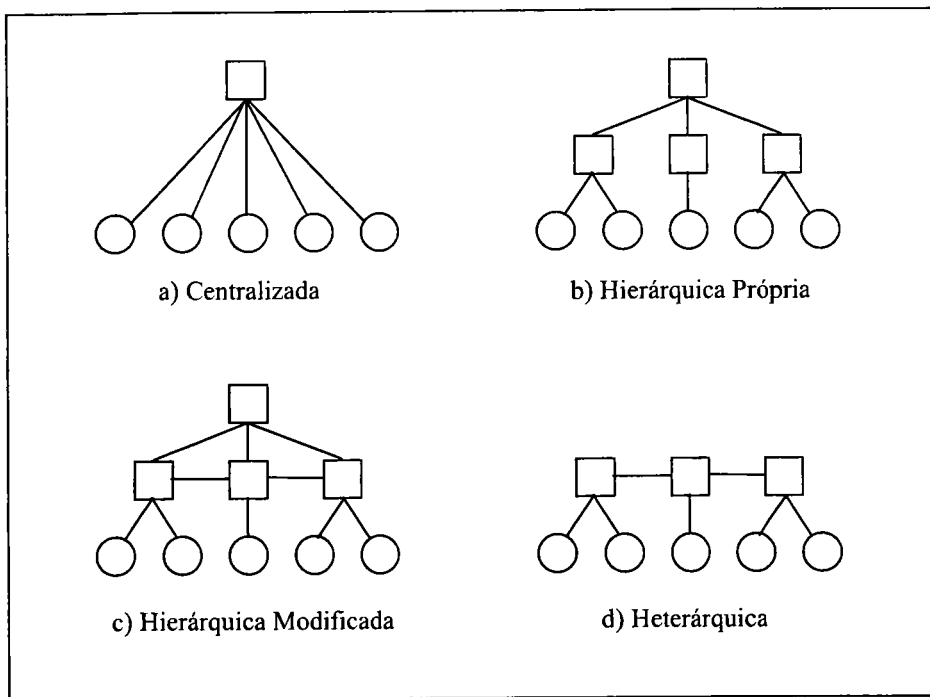 a) Centralizada
b) Hierárquica Própria
c) Hierárquica Modificada
d) Heterárquica